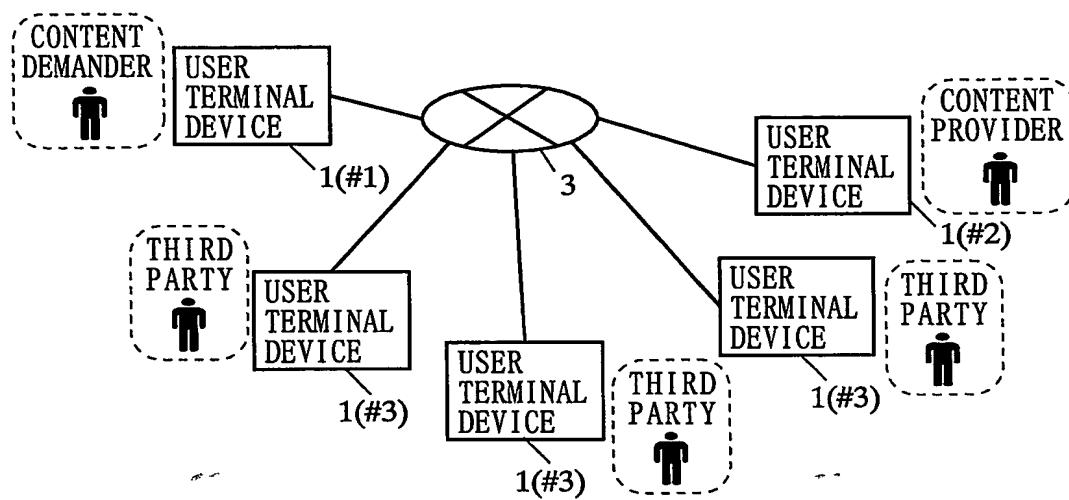 CONTENT
DEMANDER
USER
TERMINAL
DEVICE
1(#1)
3
USER
TERMINAL
DEVICE
1(#2)
CONTENT
PROVIDER
THIRD
PARTY
USER
TERMINAL
DEVICE
1(#3)
USER
TERMINAL
DEVICE
1(#3)
THIRD
PARTY
USER
TERMINAL
DEVICE
1(#3)
THIRD
PARTY